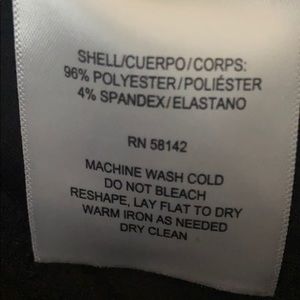 SHELL/CUERPO/CORPS:
96% POLYESTER/POLIÉSTER
4% SPANDEX/ELASTANO
RN 58142
MACHINE WASH COLD
DO NOT BLEACH
RESHAPE, LAY FLAT TO DRY
WARM IRON AS NEEDED
DRY CLEAN